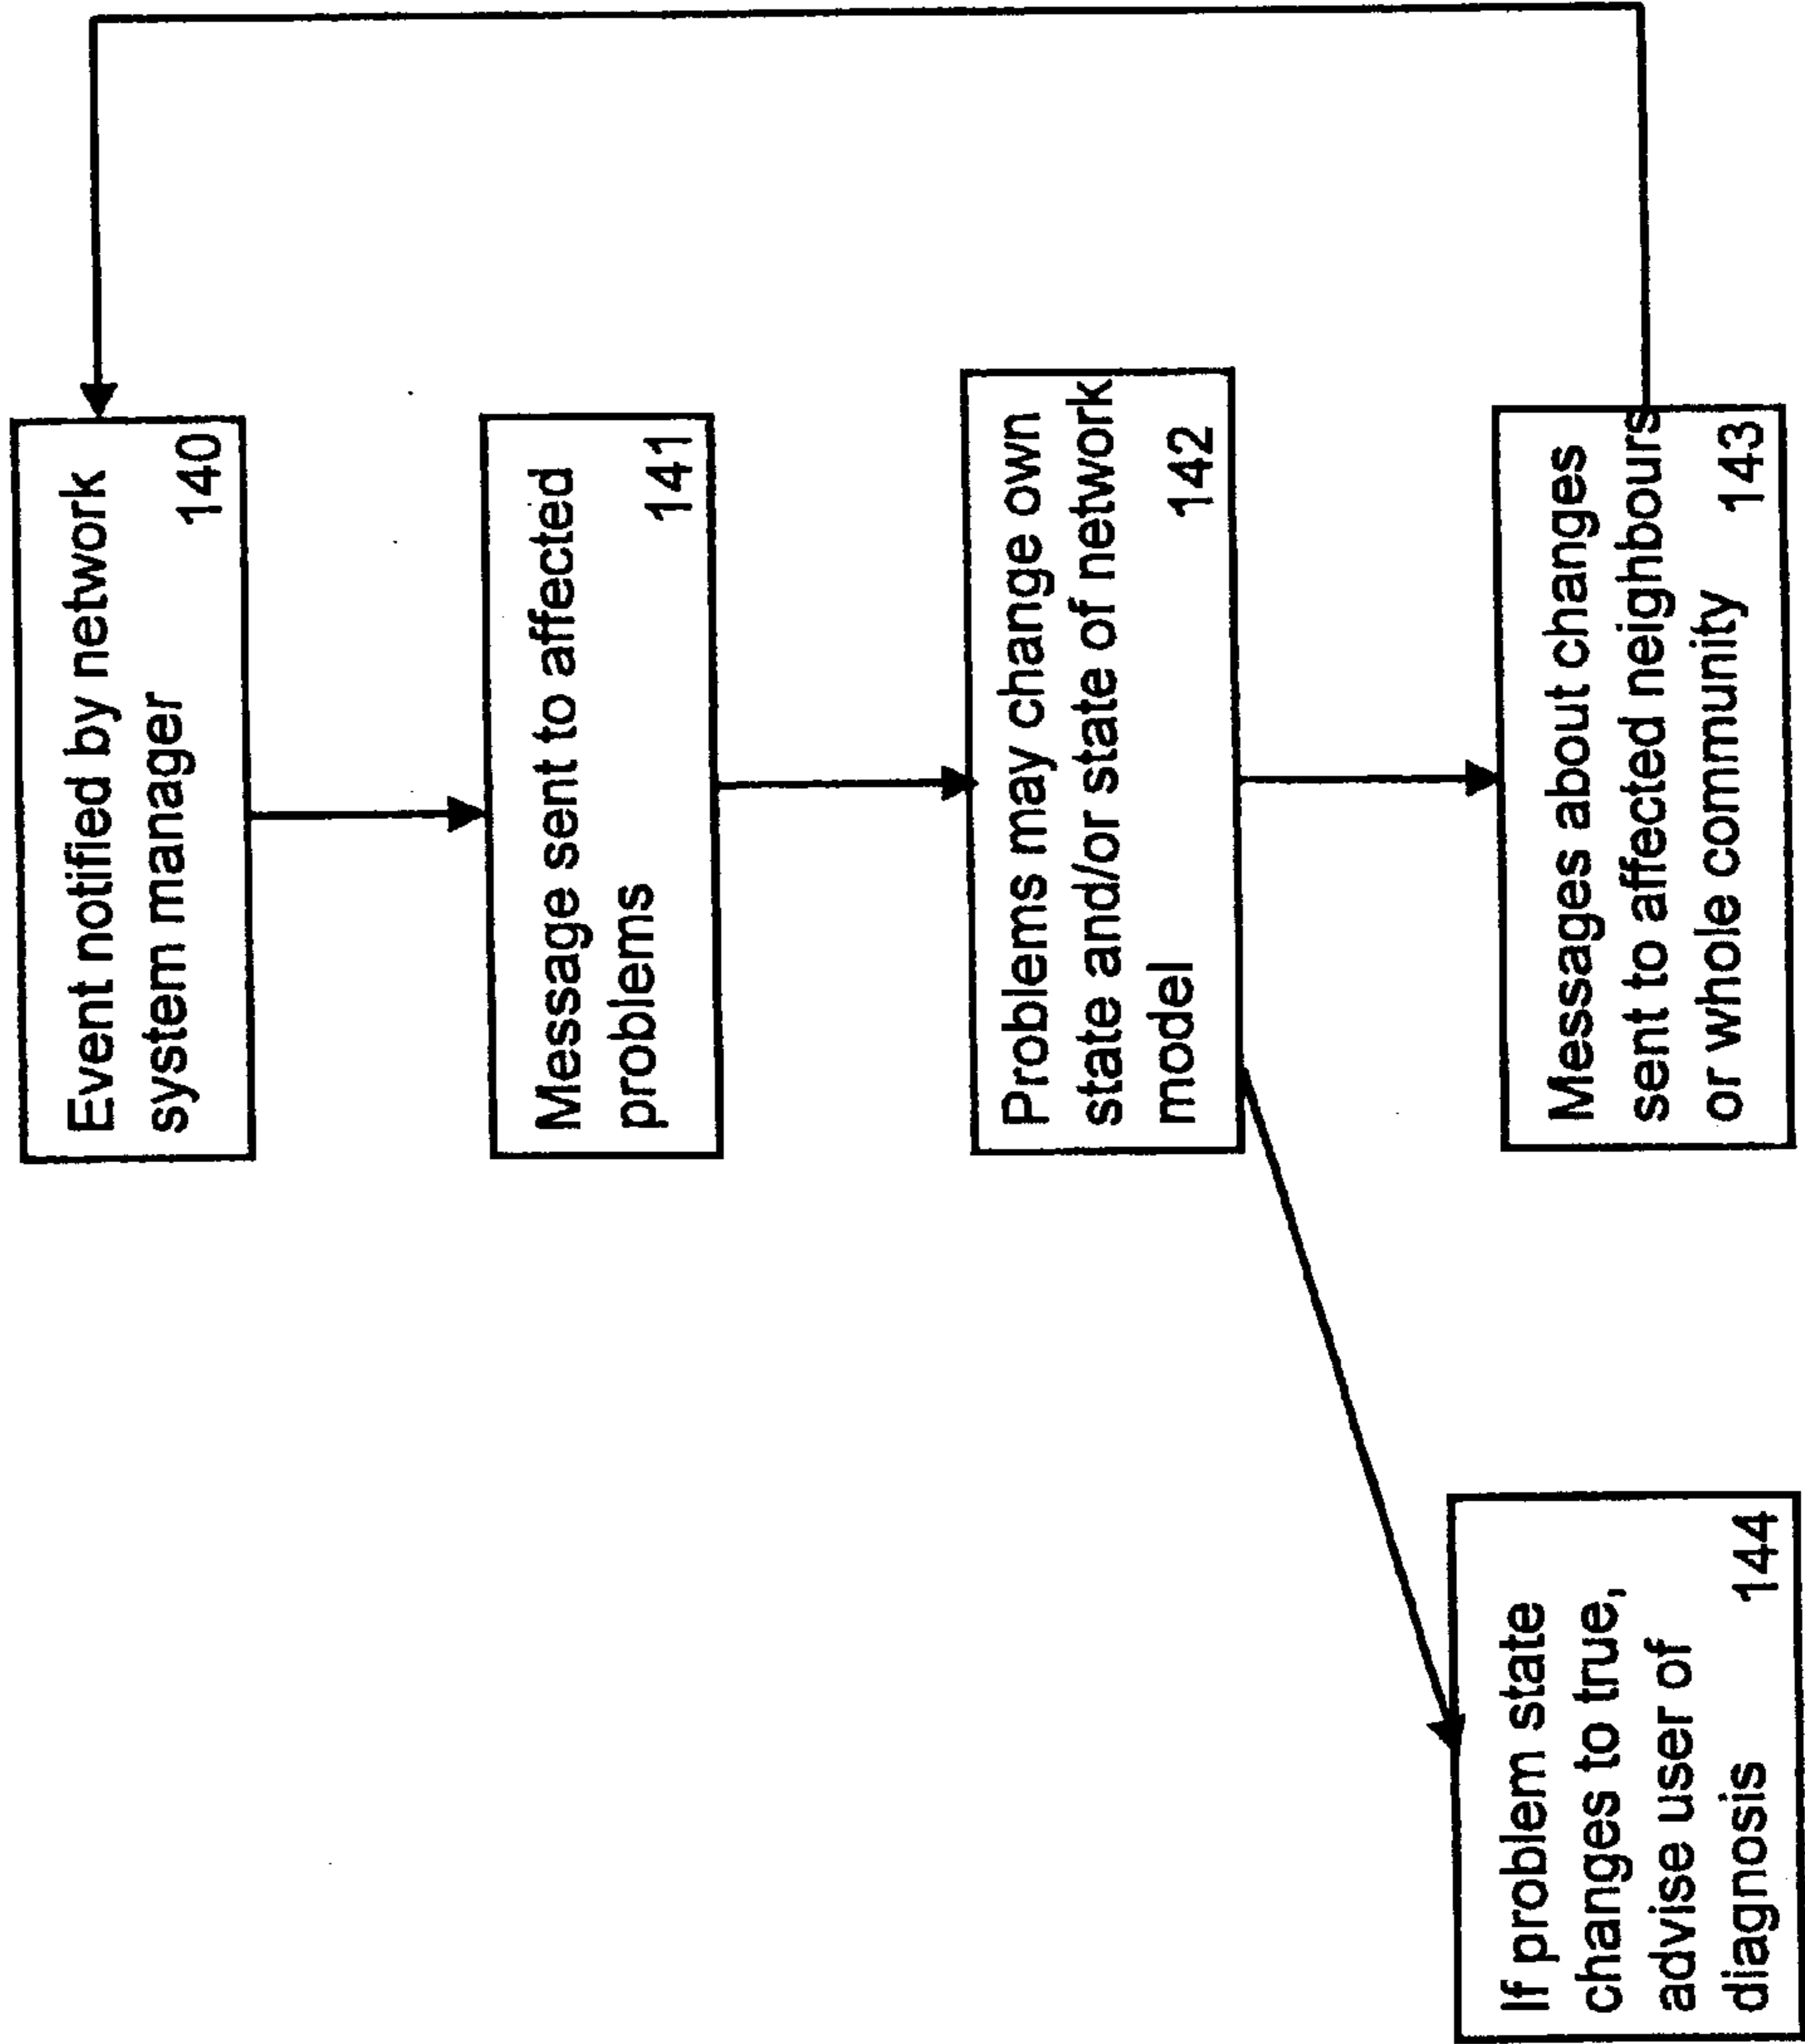 Event notified by network
system manager 140
Message sent to affected
problems 141
Problems may change own
state and/or state of network
model 142
Messages about changes
sent to affected neighbours
or whole community 143
If problem state
changes to true,
advise user of
diagnosis 144